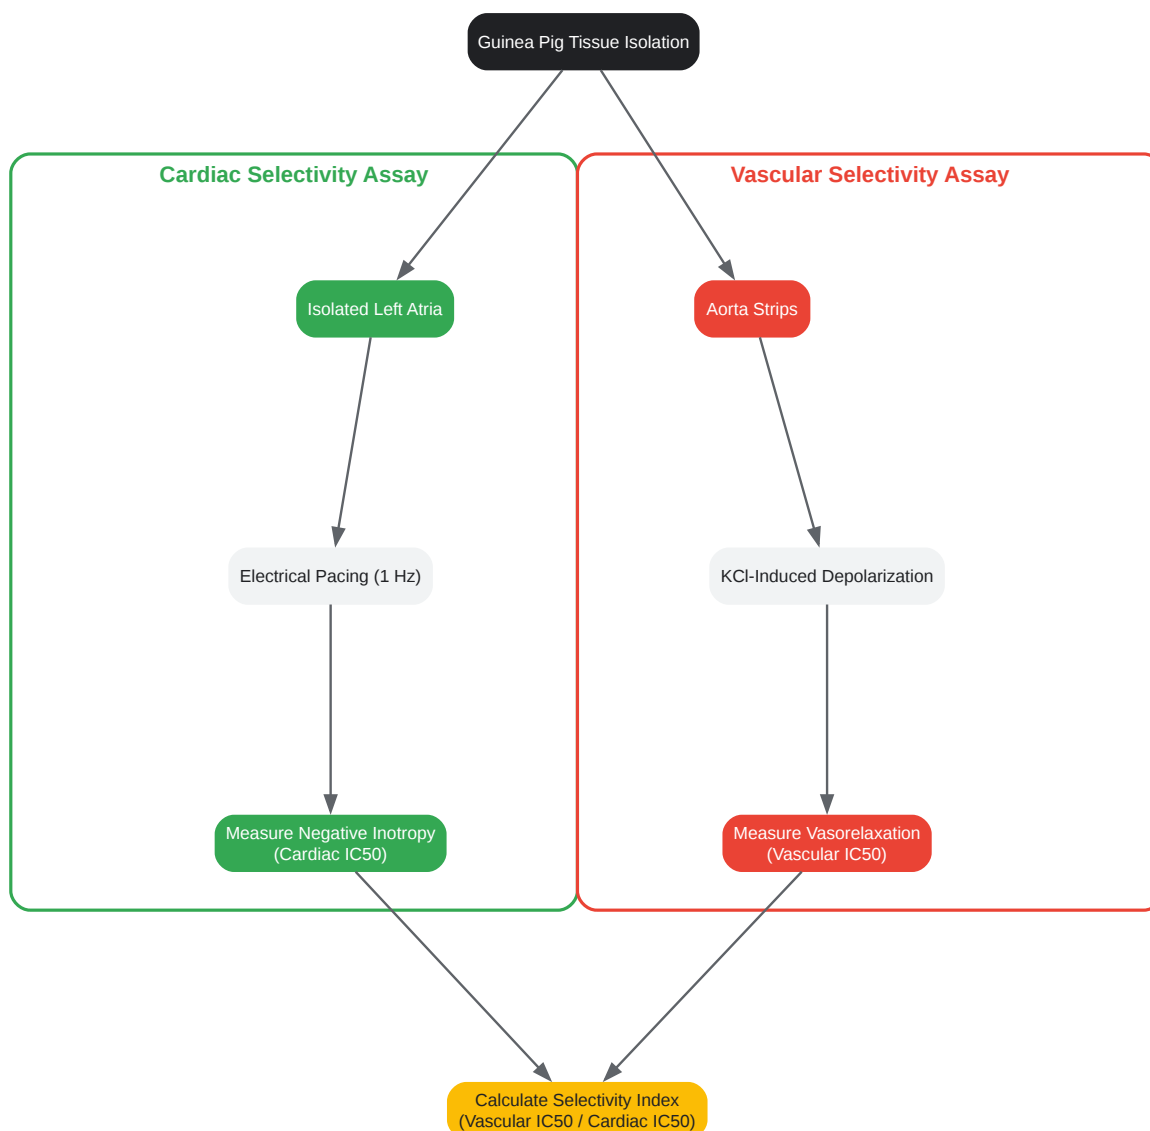 Guinea Pig Tissue Isolation
Cardiac Selectivity Assay
Vascular Selectivity Assay
Isolated Left Atria
Aorta Strips
Electrical Pacing (1 Hz)
KCl-Induced Depolarization
Measure Negative Inotropy
(Cardiac IC50)
Measure Vasorelaxation
(Vascular IC50)
Calculate Selectivity Index
(Vascular IC50 / Cardiac IC50)